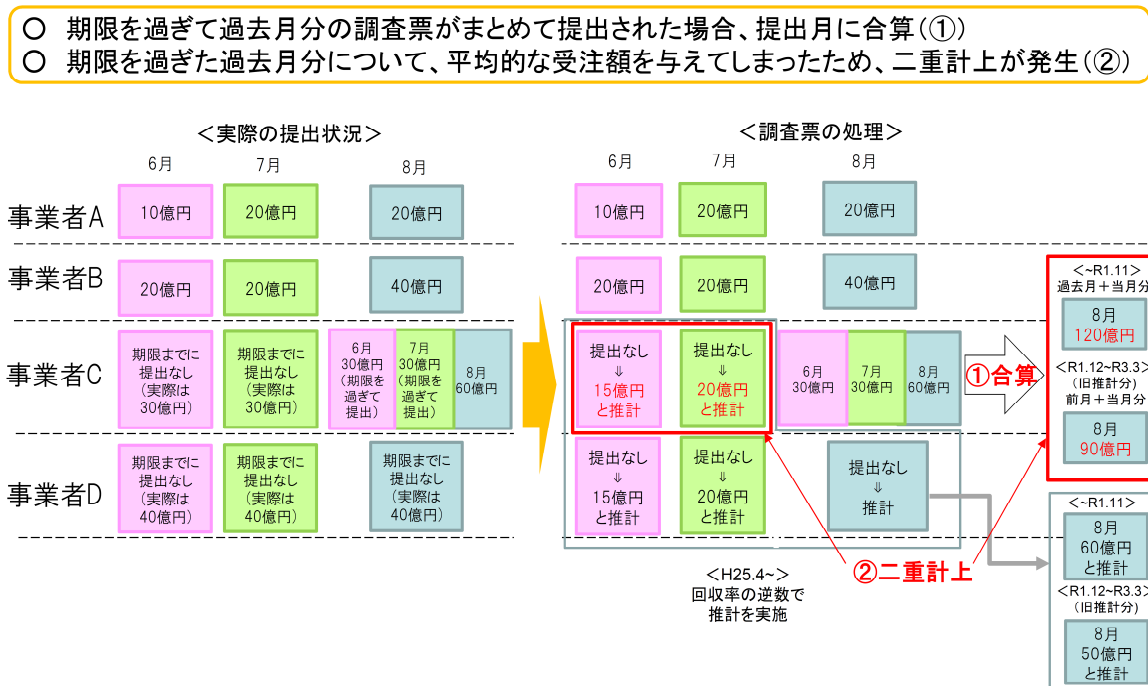 ○ 期限を過ぎて過去月分の調査票がまとめて提出された場合、提出月に合算(①)
○ 期限を過ぎた過去月分について、平均的な受注額を与えてしまったため、二重計上が発生(②)
＜実際の提出状況＞
6月
7月
8月
事業者A
10億円
20億円
20億円
事業者B
20億円
20億円
40億円
事業者C
期限までに
提出なし
(実際は
30億円)
期限までに
提出なし
(実際は
30億円)
6月
30億円
(期限を
過ぎて
提出)
7月
30億円
(期限を
過ぎて
提出)
8月
60億円
事業者D
期限までに
提出なし
(実際は
40億円)
期限までに
提出なし
(実際は
40億円)
期限までに
提出なし
(実際は
40億円)
＜調査票の処理＞
6月
7月
8月
10億円
20億円
20億円
20億円
20億円
40億円
提出なし
⇓
15億円
と推計
提出なし
⇓
20億円
と推計
6月
30億円
7月
30億円
8月
60億円
①合算
提出なし
⇓
15億円
と推計
提出なし
⇓
20億円
と推計
提出なし
⇓
推計
＜H25.4~＞
回収率の逆数で
推計を実施
②二重計上
＜~R1.11＞
過去月＋当月分
8月
120億円
＜R1.12~R3.3＞
(旧推計分)
前月＋当月分
8月
90億円
＜~R1.11＞
8月
60億円
と推計
＜R1.12~R3.3＞
(旧推計分)
8月
50億円
と推計